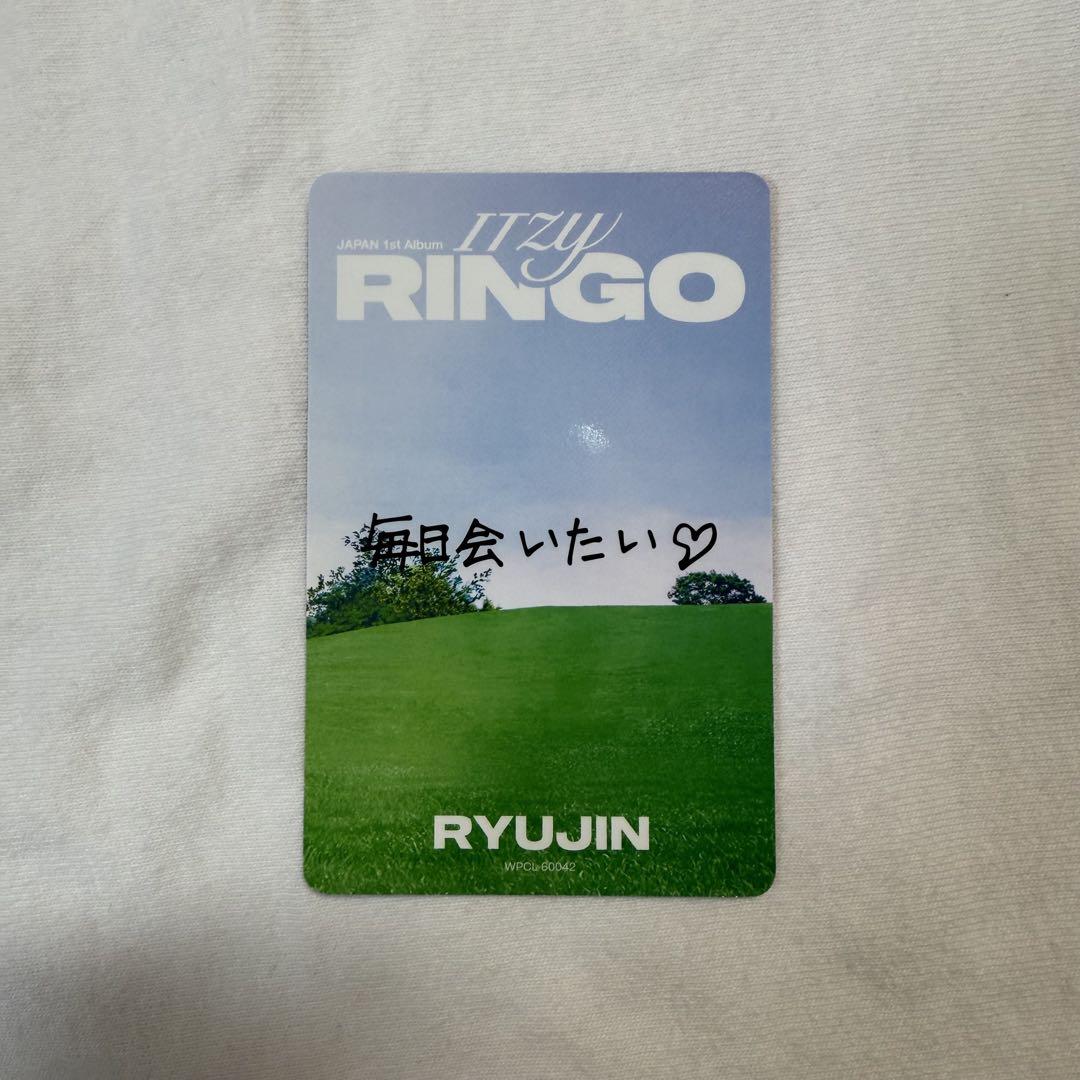 ITZY
JAPAN 1st Album
RINGO
毎日会いたい♡
RYUJIN
WPCL 60042